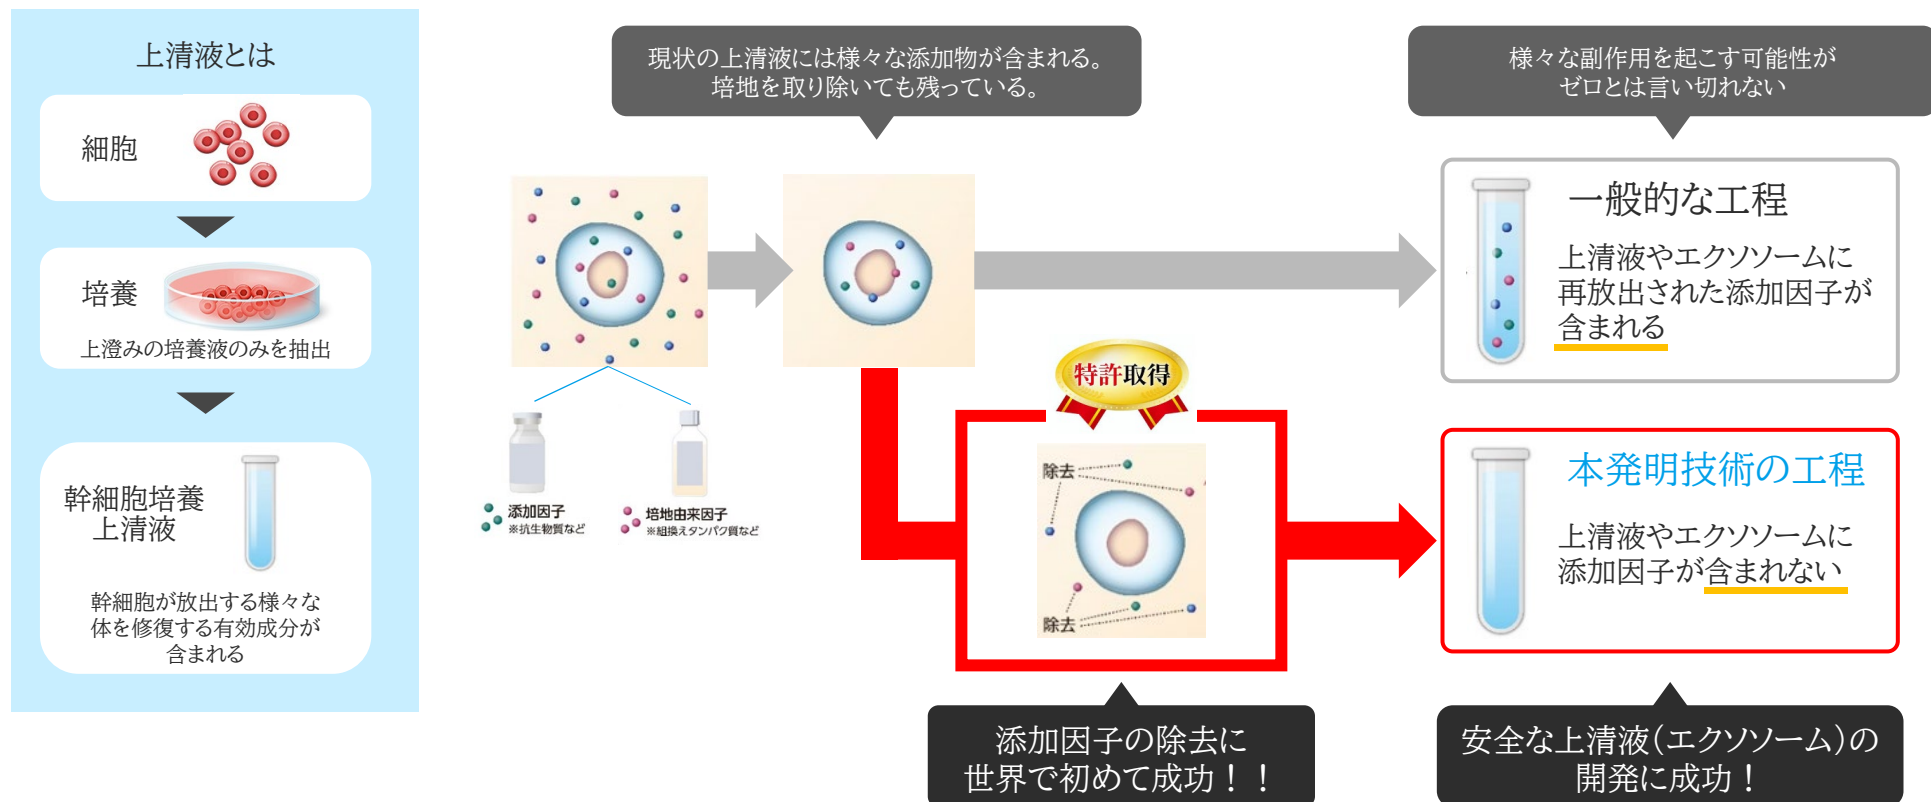 上清液とは
細胞
培養
上澄みの培養液のみを抽出
幹細胞培養
上清液
幹細胞が放出する様々な
体を修復する有効成分が
含まれる
現状の上清液には様々な添加物が含まれる。
培地を取り除いても残っている。
様々な副作用を起こす可能性が
ゼロとは言い切れない
添加因子
※抗生物質など
培地由来因子
※組換えタンパク質など
一般的な工程
上清液やエクソソームに
再放出された添加因子が
含まれる
特許取得
除去
除去
本発明技術の工程
上清液やエクソソームに
添加因子が含まれない
添加因子の除去に
世界で初めて成功！！
安全な上清液（エクソソーム）の
開発に成功！